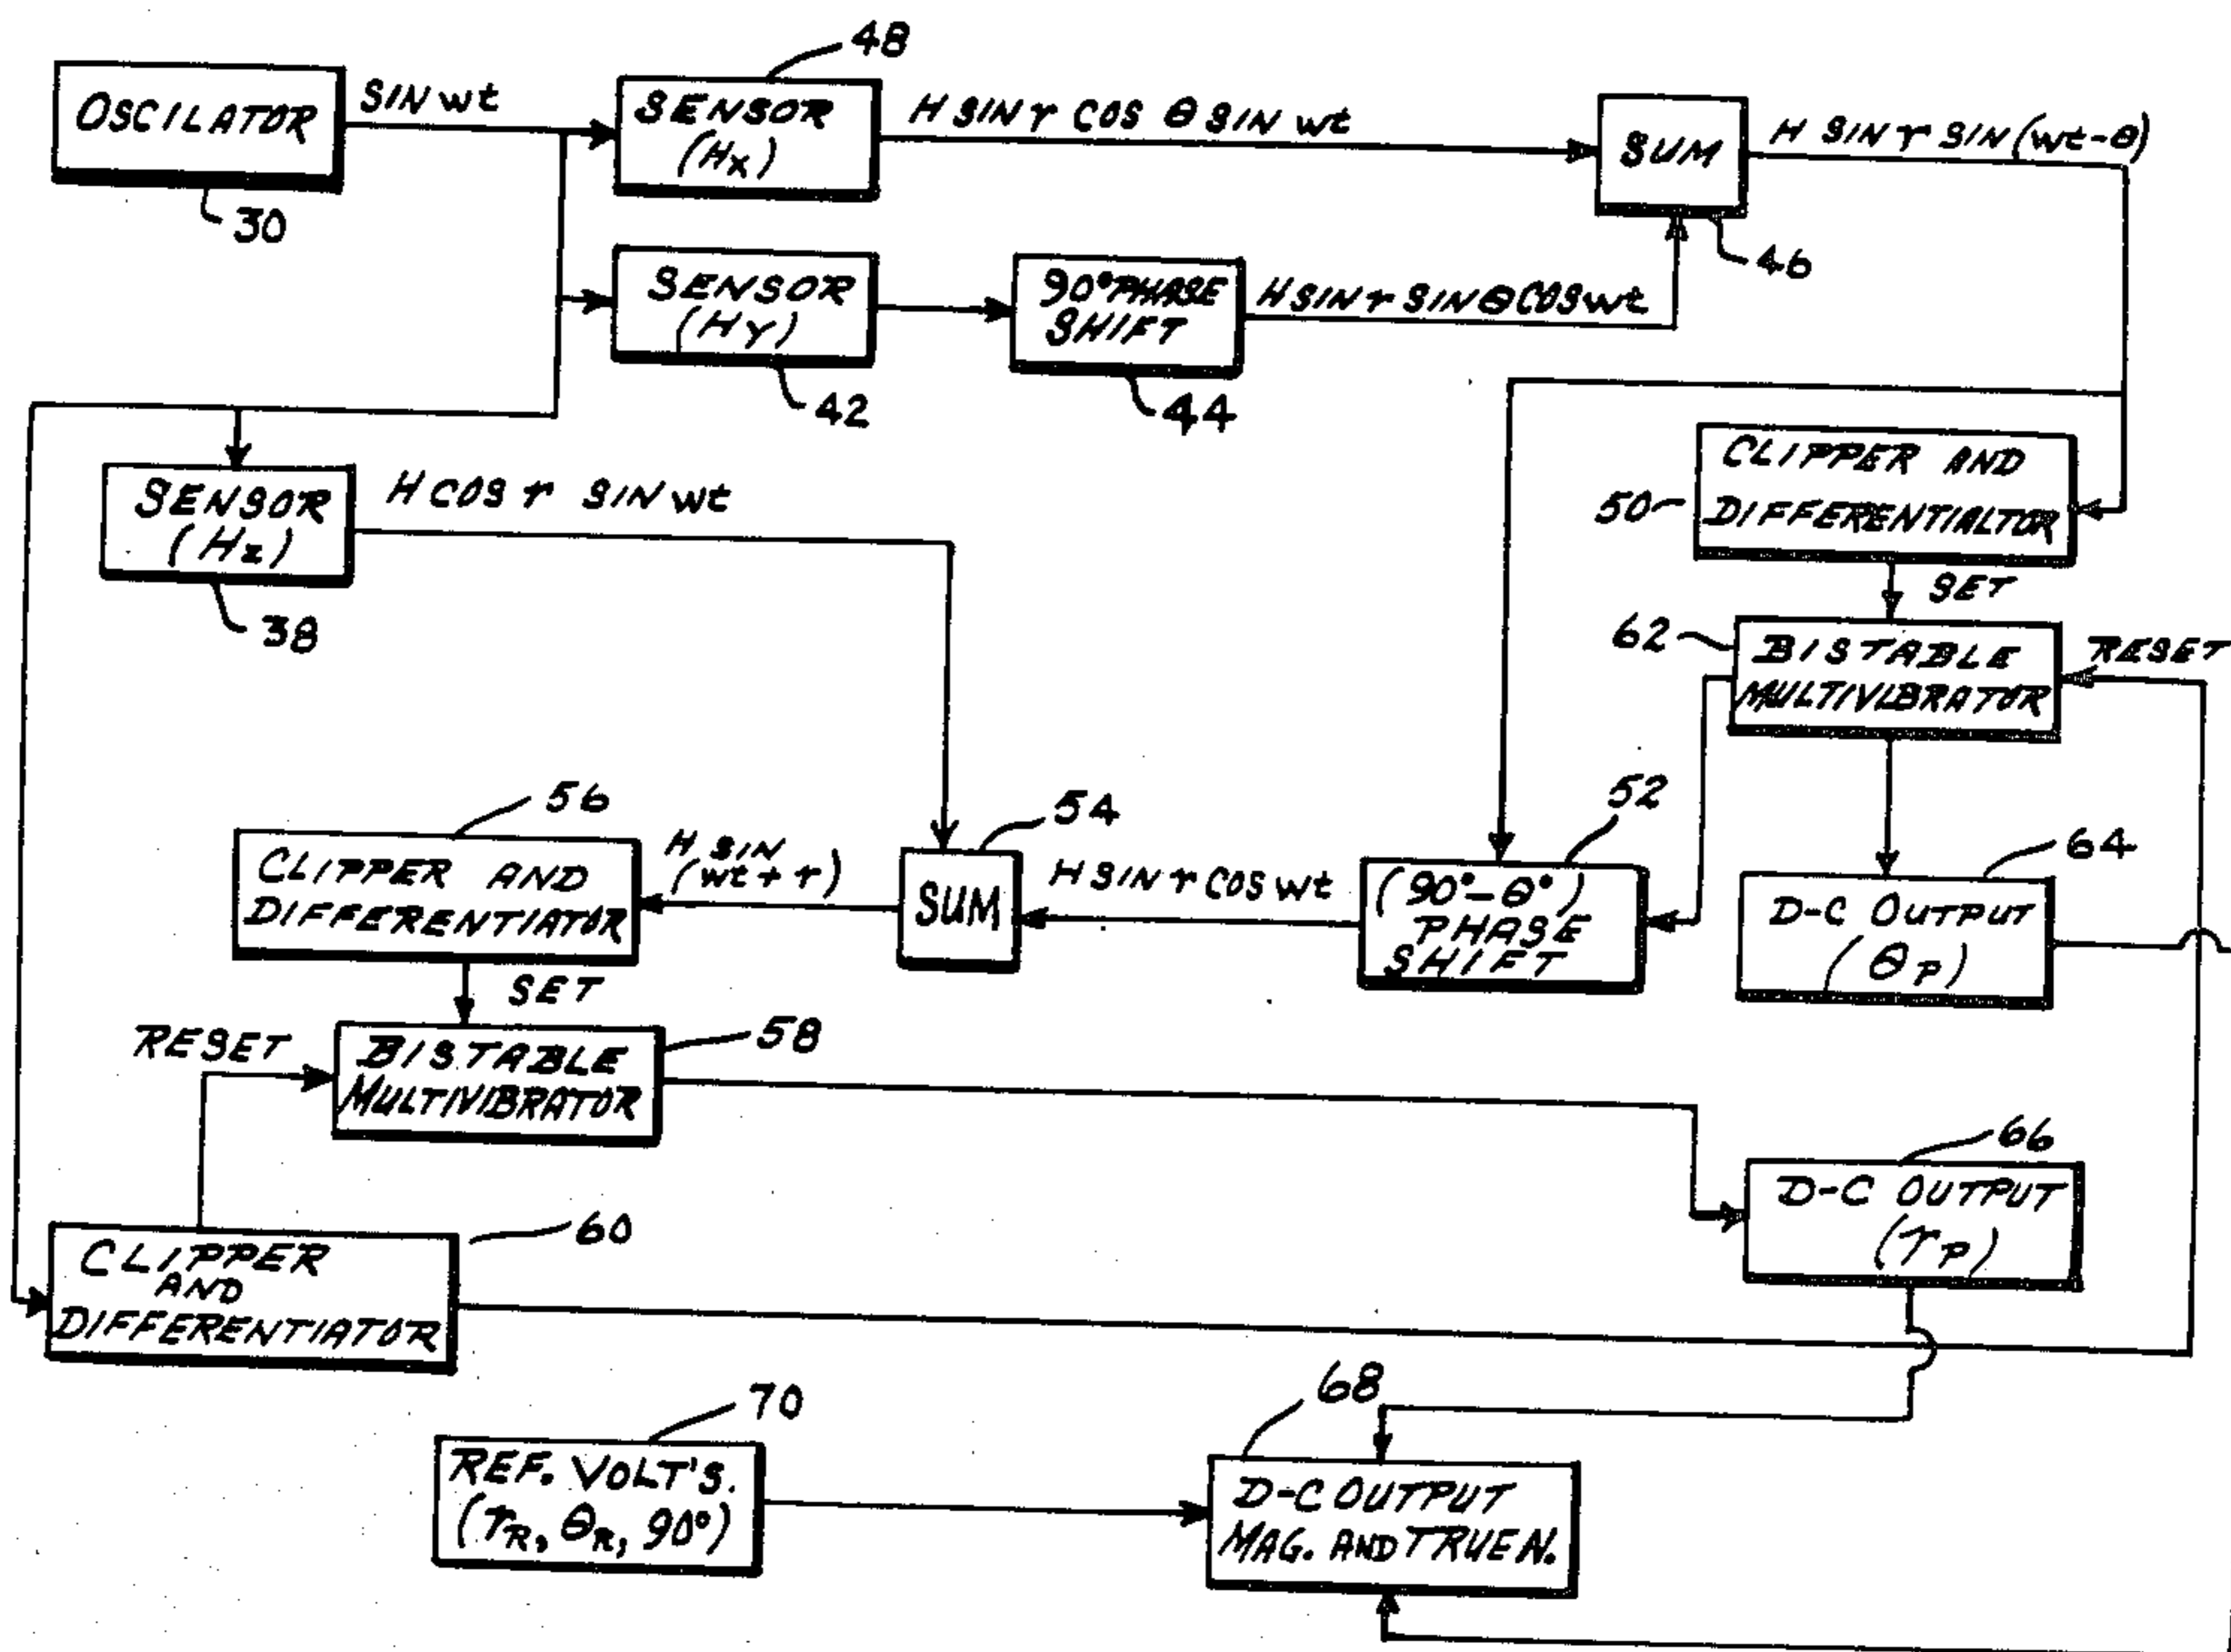 48
OSCILATOR
SIN wt
SENSOR
(Hx)
H SIN γ COS θ SIN wt
SUM
H SIN γ SIN (wt-θ)
30
46
SENSOR
(HY)
90° PHASE
SHIFT
H SIN γ SIN θ COS wt
42
44
SENSOR
(Hz)
H COS γ SIN wt
38
CLIPPER AND
DIFFERENTIALTOR
50
SET
62
BISTABLE
MULTIVIBRATOR
RESET
56
54
52
64
CLIPPER AND
DIFFERENTIATOR
H SIN
(wt + γ)
SUM
H SIN γ COS wt
(90°-θ°)
PHASE
SHIFT
D-C OUTPUT
(θP)
SET
RESET
BISTABLE
MULTIVIBRATOR
58
66
D-C OUTPUT
(γP)
60
CLIPPER
AND
DIFFERENTIATOR
70
68
REF. VOLT'S.
(γR, θR, 90°)
D-C OUTPUT
MAG. AND TRUE N.